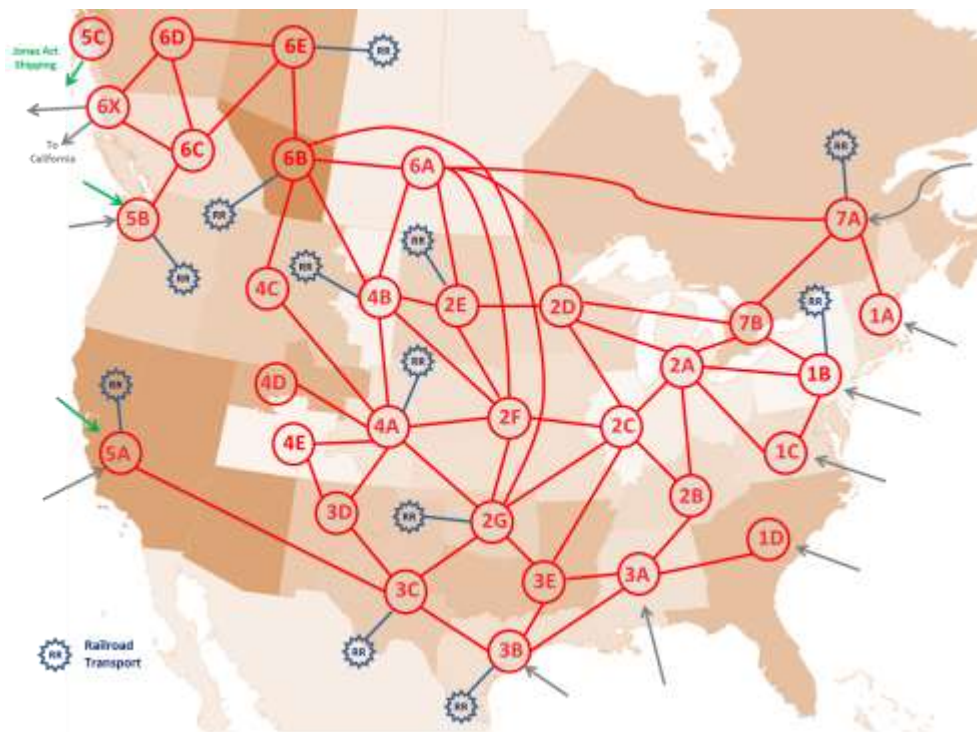 5C
6D
6E
RR
Jones Act
Shipping
6X
To
California
6C
6B
6A
RR
7A
RR
5B
RR
RR
RR
4C
4B
2E
2D
7B
RR
1A
RR
RR
4D
2A
1B
5A
4E
4A
2F
2C
1C
3D
RR
2G
2B
1D
3C
3E
3A
RR
Railroad
Transport
RR
3B
RR